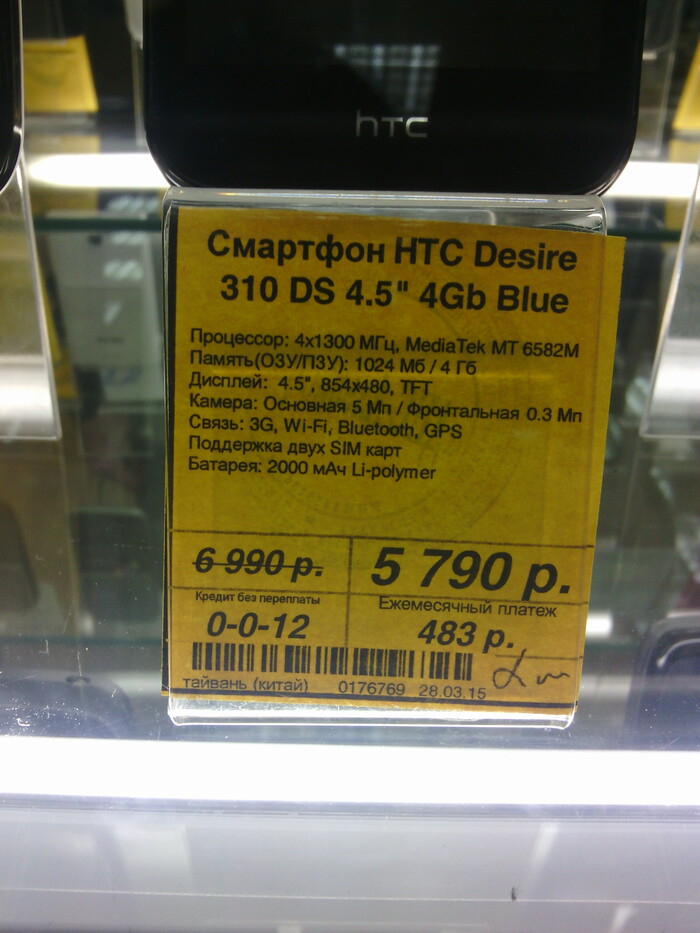 hTC
Смартфон HTC Desire
310 DS 4.5" 4Gb Blue
Процессор: 4x1300 МГц, MediaTek MT 6582M
Память(ОЗУ/ПЗУ): 1024 Мб / 4 Гб
Дисплей: 4.5", 854x480, TFT
Камера: Основная 5 Мп / Фронтальная 0.3 Мп
Связь: 3G, Wi-Fi, Bluetooth, GPS
Поддержка двух SIM карт
Батарея: 2000 мАч Li-polymer
6 990 р. 5 790 р.
Кредит без переплаты Ежемесячный платеж
0-0-12 483 р.
тайвань (китай) 0176769 28.03.15